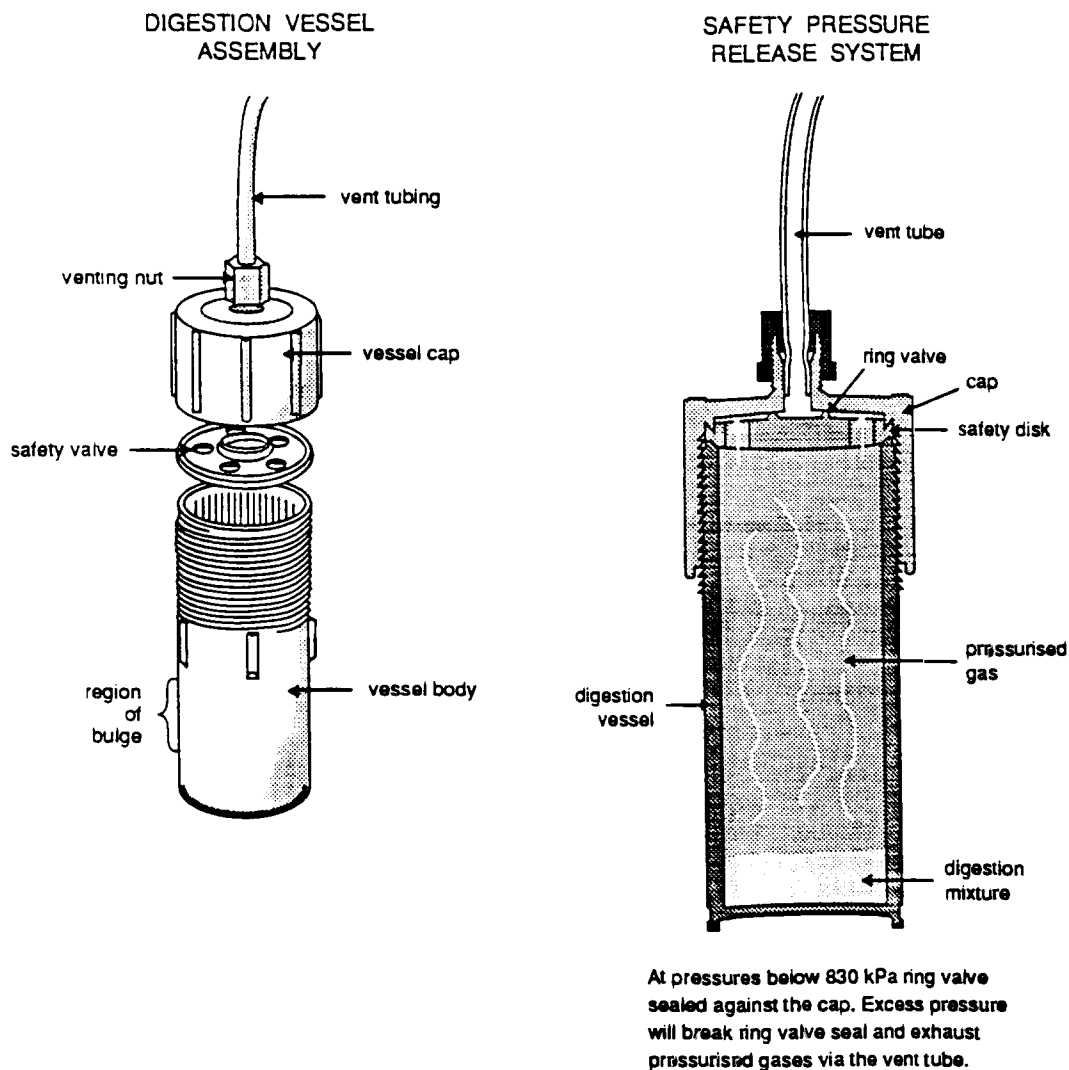 DIGESTION VESSEL
ASSEMBLY
vent tubing
venting nut
vessel cap
safety valve
vessel body
region
of
bulge
SAFETY PRESSURE
RELEASE SYSTEM
vent tube
ring valve
cap
safety disk
pressurised
gas
digestion
vessel
digestion
mixture
At pressures below 830 kPa ring valve
sealed against the cap. Excess pressure
will break ring valve seal and exhaust
pressurised gases via the vent tube.